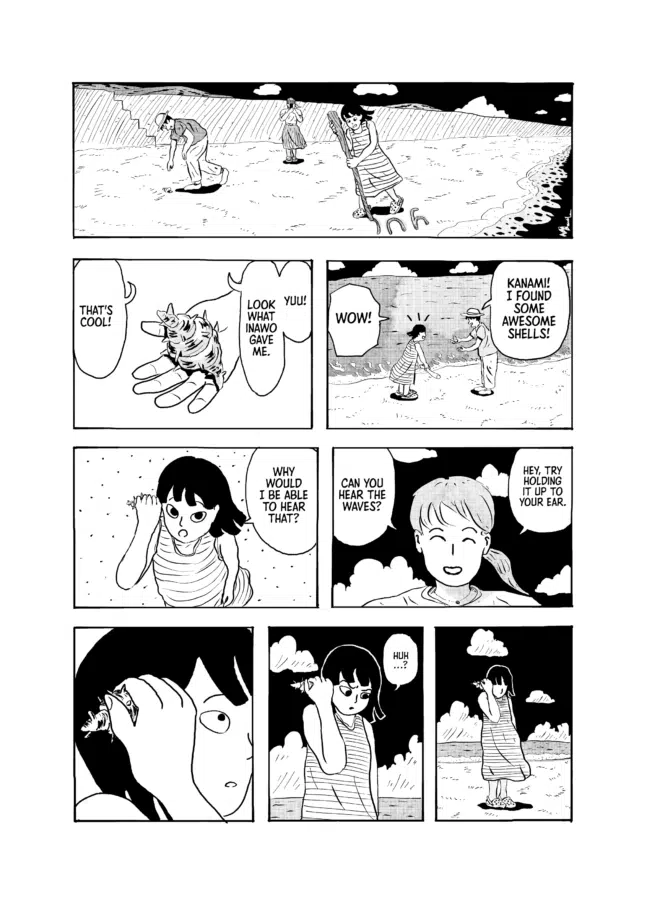 KANAMI!
I FOUND
SOME
AWESOME
SHELLS!
WOW!
YUU!
LOOK
WHAT
INAWO
GAVE
ME.
THAT'S
COOL!
HEY, TRY
HOLDING
IT UP TO
YOUR EAR.
CAN YOU
HEAR THE
WAVES?
WHY
WOULD
I BE ABLE
TO HEAR
THAT?
HUH
...?